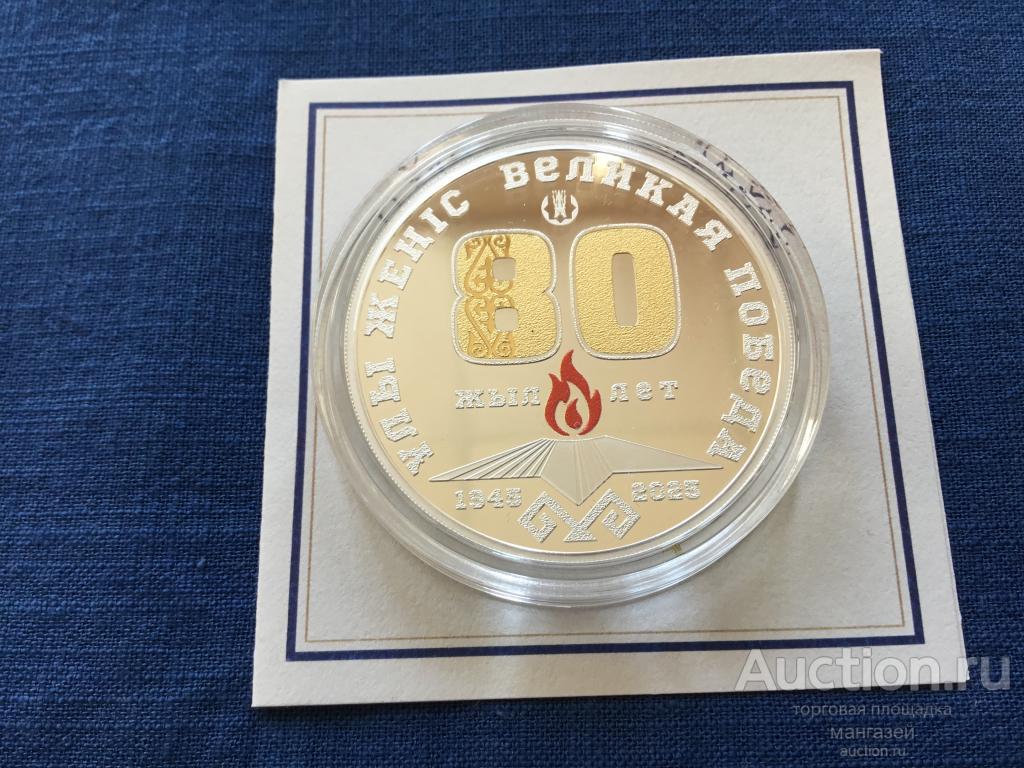 ҰЛЫ ЖЕҢІС ВЕЛИКАЯ ПОБЕДА
80
ЖЫЛ ЛЕТ
1945 2025
Auction.ru
торговая площадка
мангазей
auction.ru